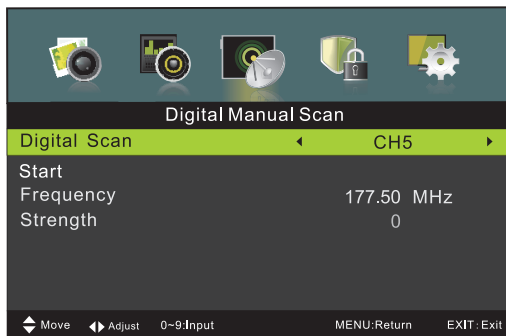 Digital Manual Scan
Digital Scan CH5
Start
Frequency 177.50 MHz
Strength 0
Move Adjust 0~9:Input MENU:Return EXIT:Exit